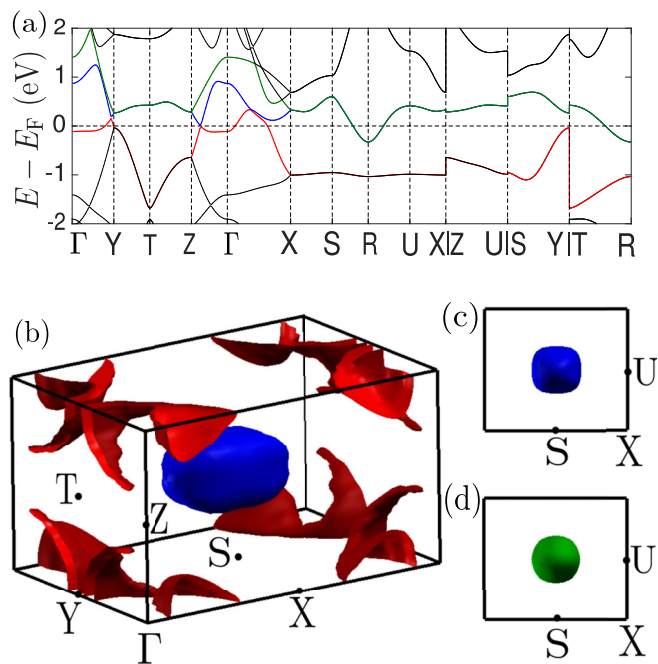 (a)
2
1
0
-1
-2
E − E_F (eV)
Γ Y T Z Γ X S R U X|Z U|S Y|T R
(b)
T
Z
S
Y
X
Γ
(c)
U
S
X
(d)
U
S
X